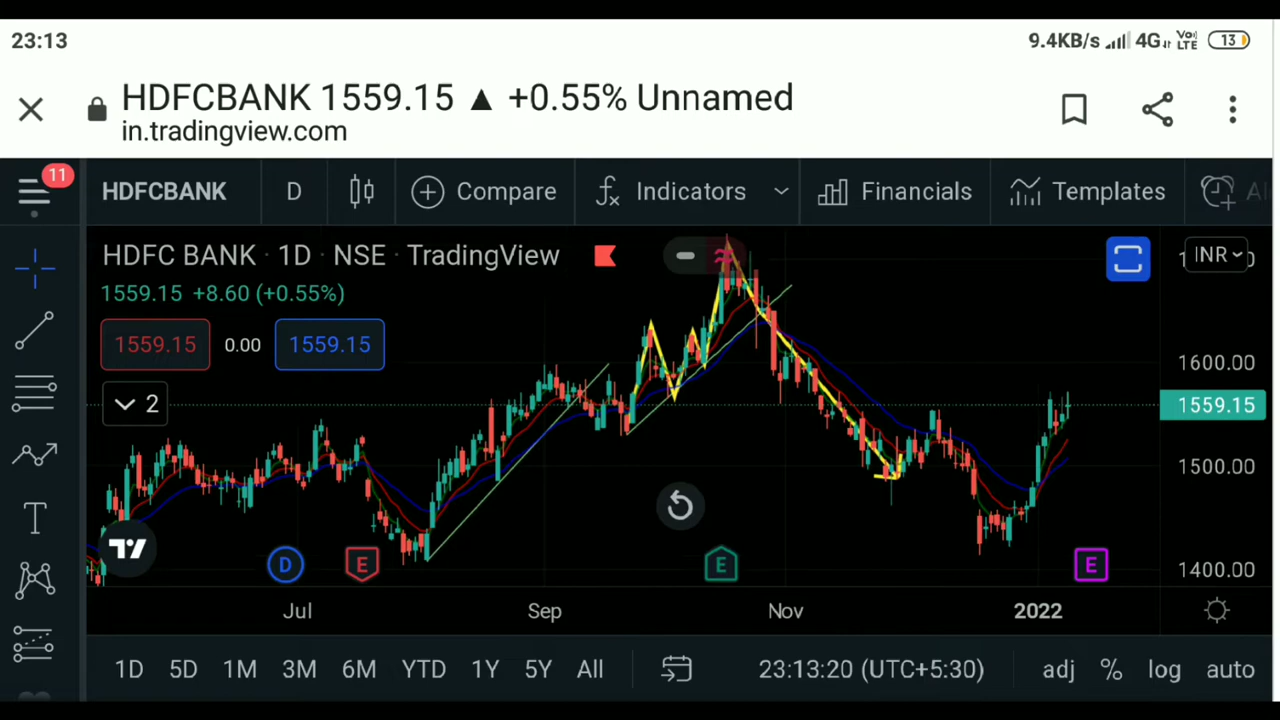 23:13
9.4KB/s 4G Vo) LTE 13
HDFCBANK 1559.15 ▲ +0.55% Unnamed
in.tradingview.com
11
HDFCBANK D Compare fx Indicators Financials Templates
HDFC BANK · 1D · NSE · TradingView
INR
1559.15 +8.60 (+0.55%)
1559.15 0.00 1559.15
1600.00
2
1559.15
1500.00
T
D E E E
1400.00
Jul Sep Nov 2022
1D 5D 1M 3M 6M YTD 1Y 5Y All 23:13:20 (UTC+5:30) adj % log auto